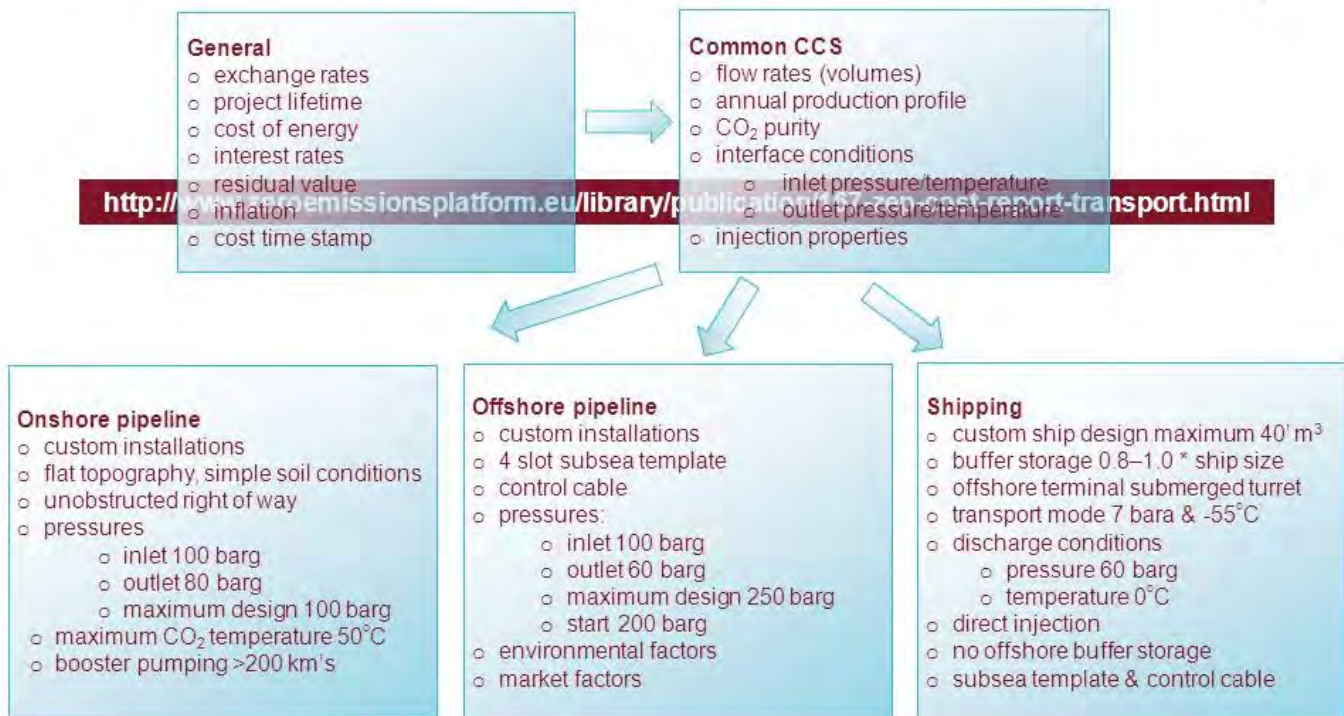 General
o exchange rates
o project lifetime
o cost of energy
o interest rates
o residual value
o inflation
o cost time stamp
Common CCS
o flow rates (volumes)
o annual production profile
o CO₂ purity
o interface conditions
o inlet pressure/temperature
o outlet pressure/temperature
o injection properties
http://www.zeroemissionsplatform.eu/library/publication/167-zep-cost-report-transport.html
Onshore pipeline
o custom installations
o flat topography, simple soil conditions
o unobstructed right of way
o pressures
o inlet 100 barg
o outlet 80 barg
o maximum design 100 barg
o maximum CO₂ temperature 50°C
o booster pumping >200 km's
Offshore pipeline
o custom installations
o 4 slot subsea template
o control cable
o pressures:
o inlet 100 barg
o outlet 60 barg
o maximum design 250 barg
o start 200 barg
o environmental factors
o market factors
Shipping
o custom ship design maximum 40' m³
o buffer storage 0.8–1.0 * ship size
o offshore terminal submerged turret
o transport mode 7 bara & -55°C
o discharge conditions
o pressure 60 barg
o temperature 0°C
o direct injection
o no offshore buffer storage
o subsea template & control cable